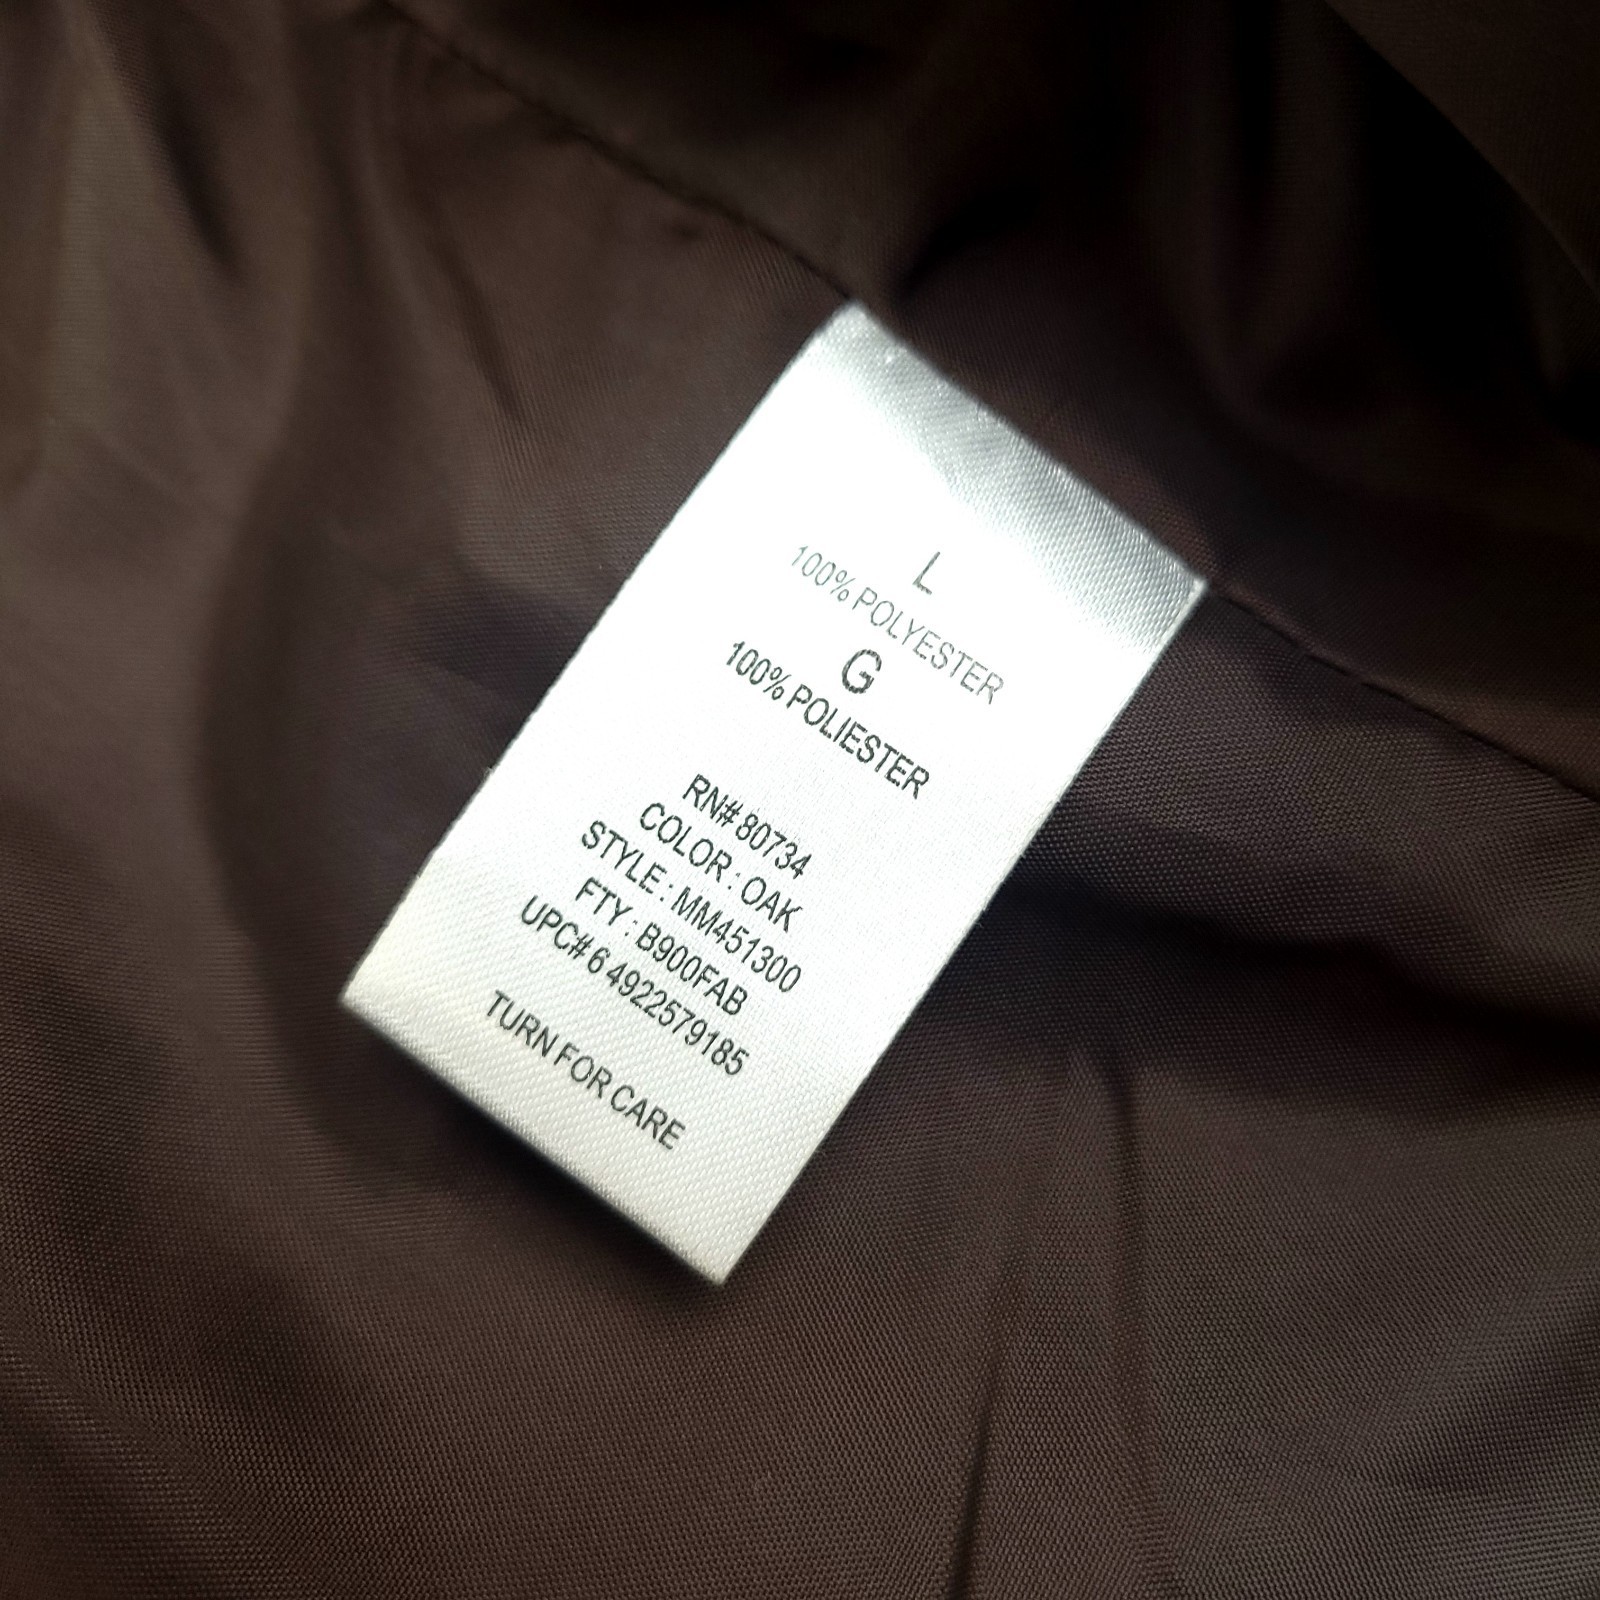 L
100% POLYESTER
G
100% POLIESTER
RN# 80734
COLOR : OAK
STYLE : MM451300
FTY : B900FAB
UPC# 6 4922579185
TURN FOR CARE